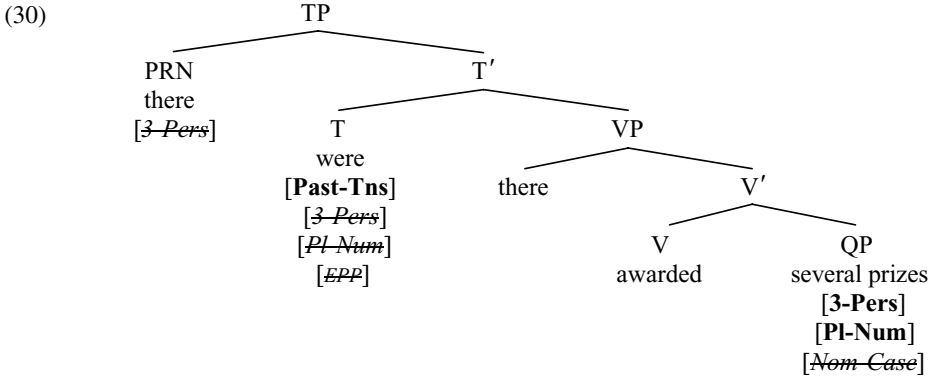 (30) TP
PRN T′
there
[3-Pers] T VP
were
[Past-Tns] there V′
[3-Pers]
[Pl-Num] V QP
[EPP] awarded several prizes
[3-Pers]
[Pl-Num]
[Nom-Case]